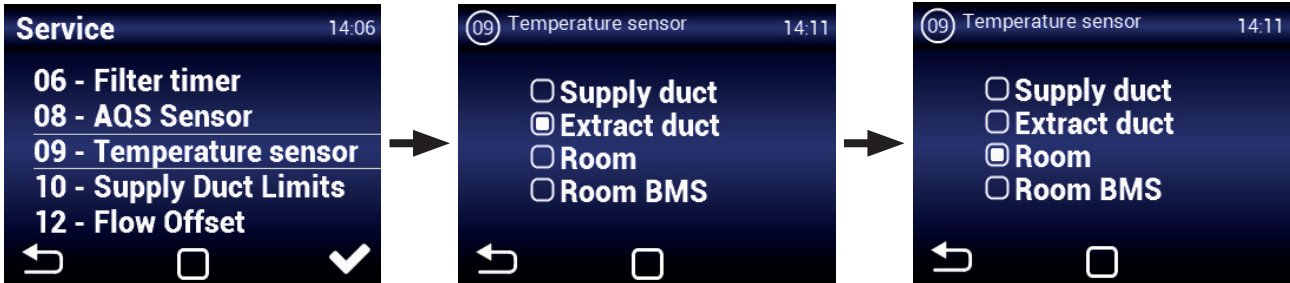 Service 14:06
06 - Filter timer
08 - AQS Sensor
09 - Temperature sensor
10 - Supply Duct Limits
12 - Flow Offset
09 Temperature sensor 14:11
Supply duct
Extract duct
Room
Room BMS
09 Temperature sensor 14:11
Supply duct
Extract duct
Room
Room BMS